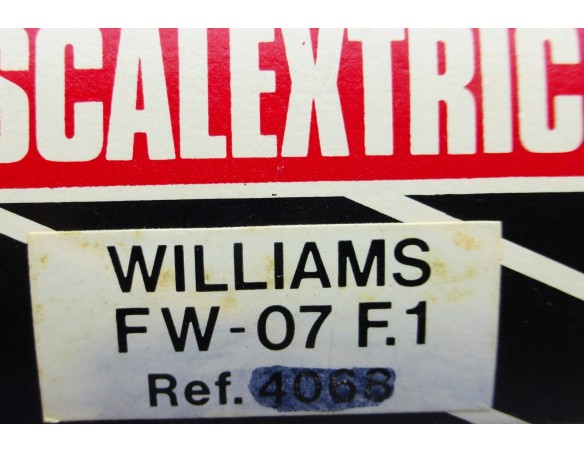 SCALEXTRIC
WILLIAMS
FW-07 F.1
Ref. 4068